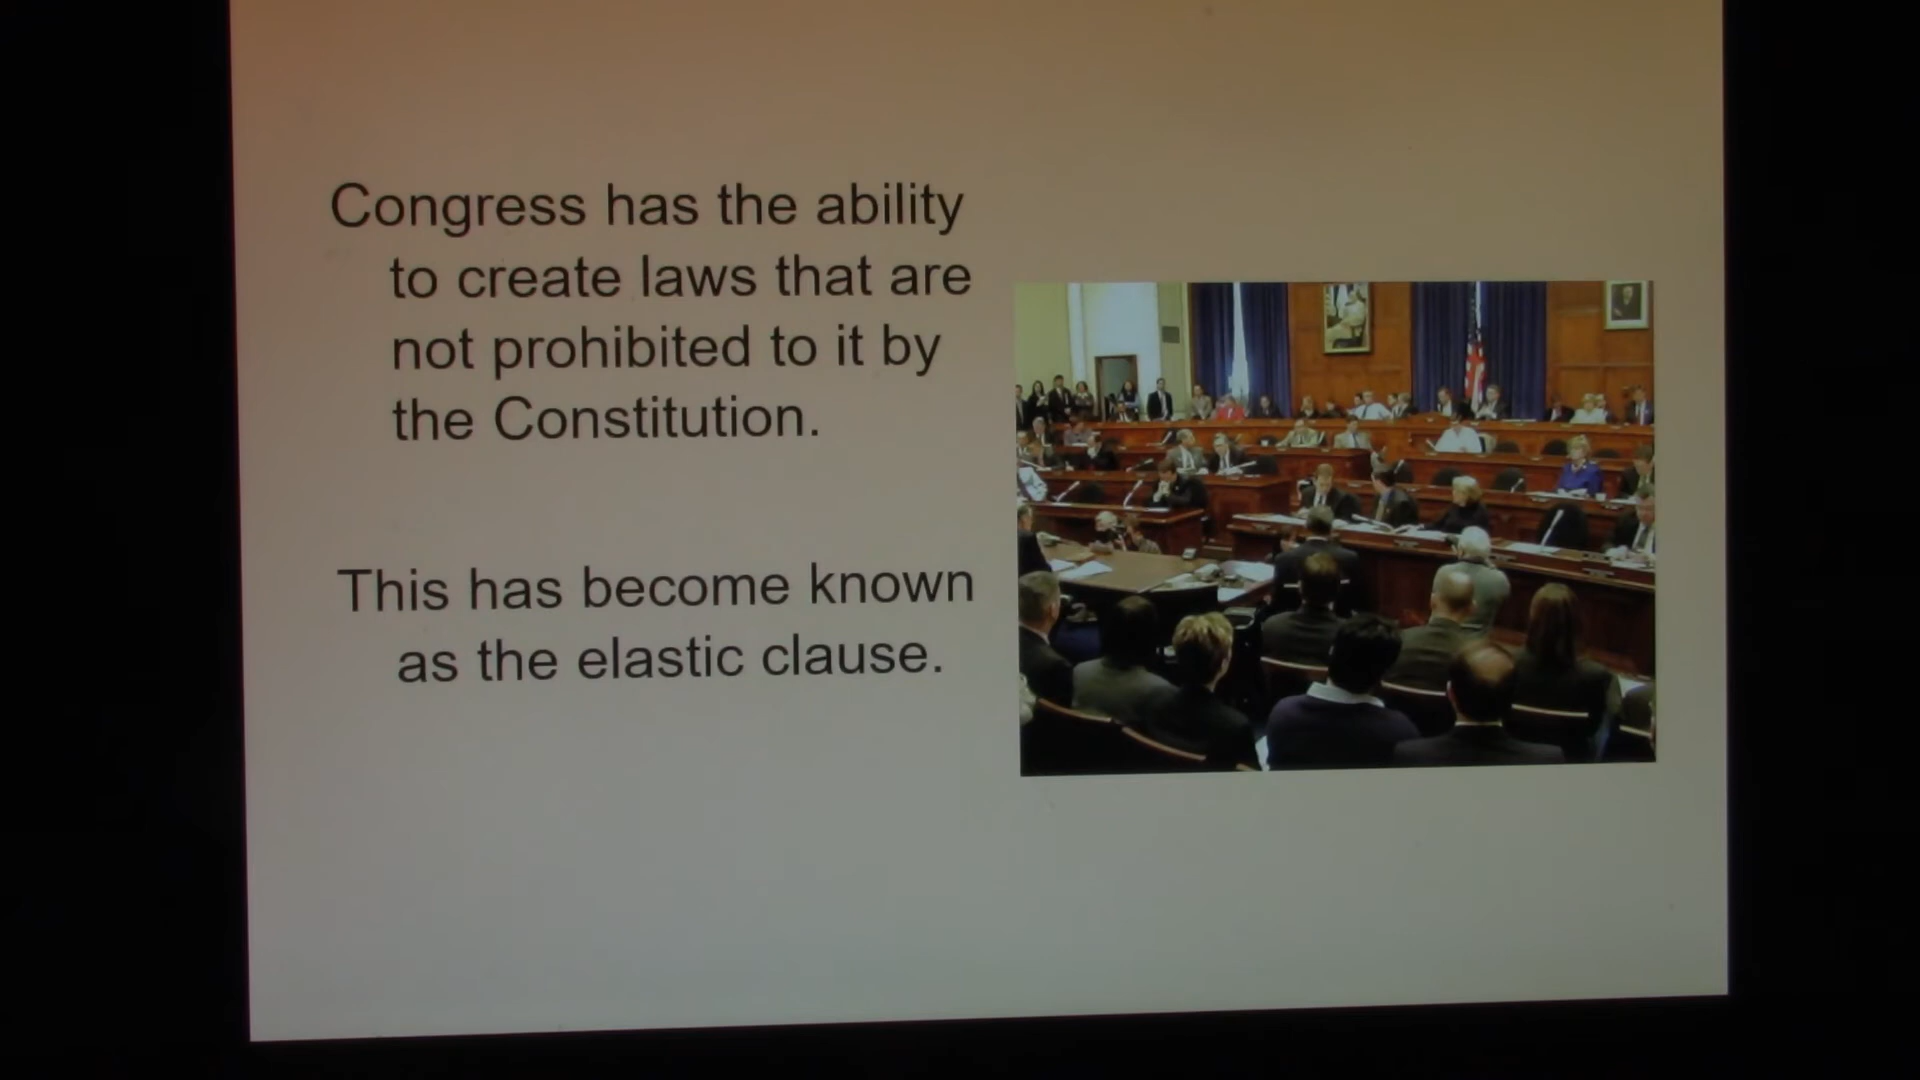 Congress has the ability
to create laws that are
not prohibited to it by
the Constitution.
This has become known
as the elastic clause.